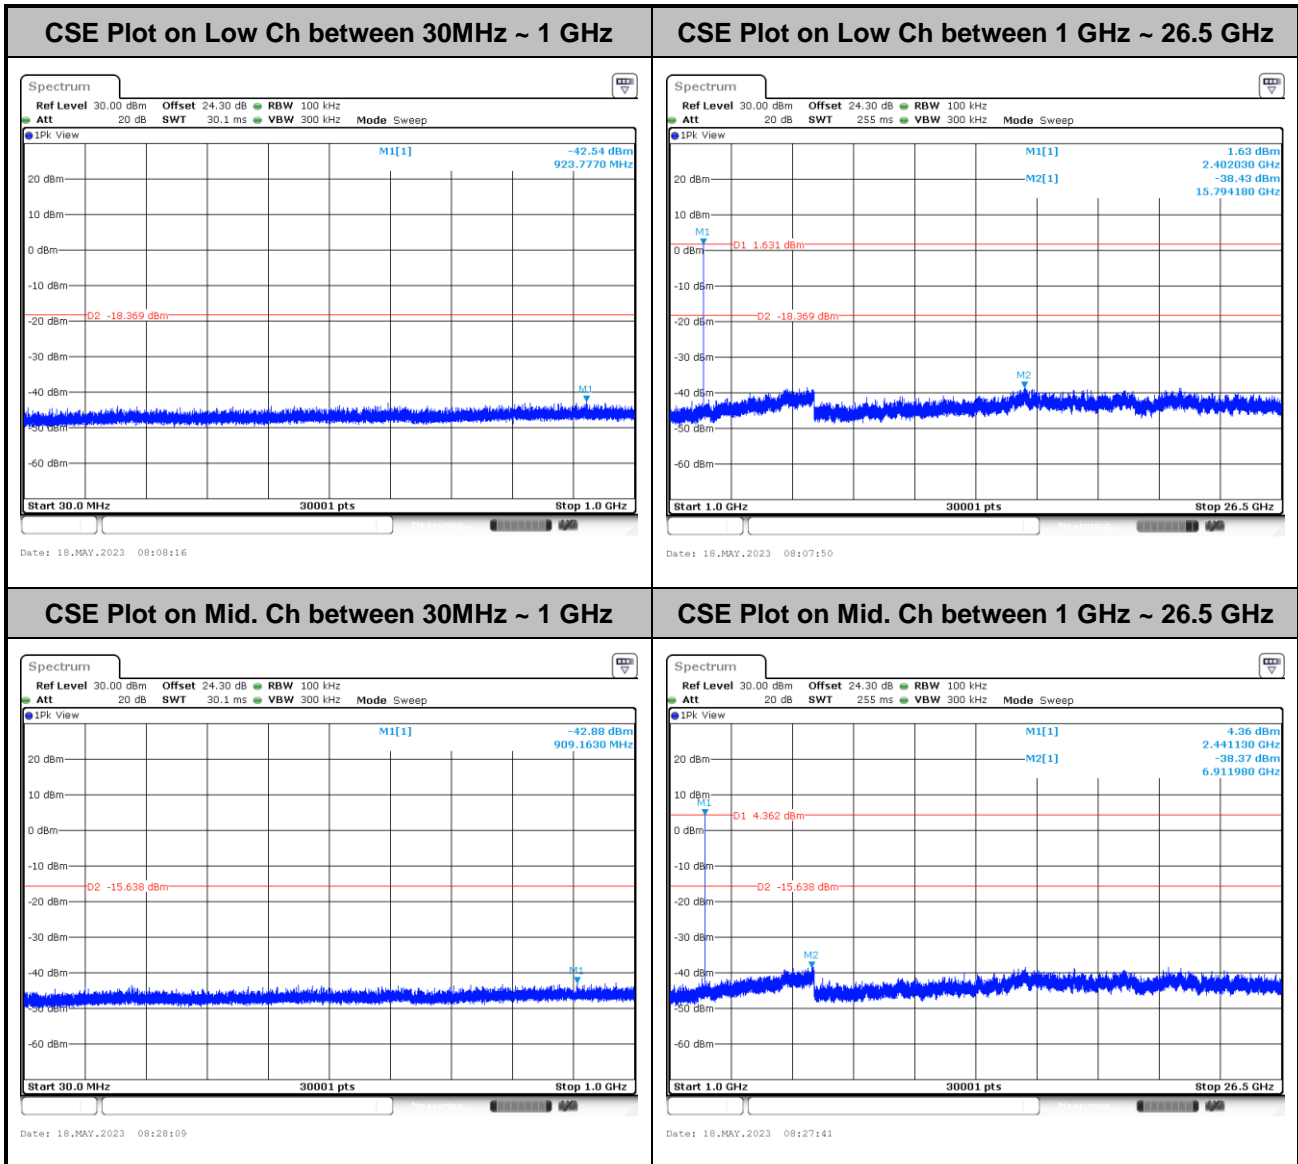 CSE Plot on Low Ch between 30MHz ~ 1 GHz
Spectrum
Ref Level 30.00 dBm Offset 24.30 dB RBW 100 kHz
Att 20 dB SWT 30.1 ms VBW 300 kHz Mode Sweep
1Pk View
M1[1] -42.54 dBm
923.7770 MHz
20 dBm
10 dBm
0 dBm
-10 dBm
D2 -18.369 dBm
-20 dBm
-30 dBm
-40 dBm
M1
-50 dBm
-60 dBm
Start 30.0 MHz 30001 pts Stop 1.0 GHz
Date: 18.MAY.2023 08:08:16
CSE Plot on Low Ch between 1 GHz ~ 26.5 GHz
Spectrum
Ref Level 30.00 dBm Offset 24.30 dB RBW 100 kHz
Att 20 dB SWT 255 ms VBW 300 kHz Mode Sweep
1Pk View
M1[1] 1.63 dBm
2.402030 GHz
M2[1] -38.43 dBm
15.794180 GHz
20 dBm
10 dBm
M1
D1 1.631 dBm
0 dBm
-10 dBm
D2 -18.369 dBm
-20 dBm
-30 dBm
M2
-40 dBm
-50 dBm
-60 dBm
Start 1.0 GHz 30001 pts Stop 26.5 GHz
Date: 18.MAY.2023 08:07:50
CSE Plot on Mid. Ch between 30MHz ~ 1 GHz
Spectrum
Ref Level 30.00 dBm Offset 24.30 dB RBW 100 kHz
Att 20 dB SWT 30.1 ms VBW 300 kHz Mode Sweep
1Pk View
M1[1] -42.88 dBm
909.1630 MHz
20 dBm
10 dBm
0 dBm
-10 dBm
D2 -15.638 dBm
-20 dBm
-30 dBm
-40 dBm
M1
-50 dBm
-60 dBm
Start 30.0 MHz 30001 pts Stop 1.0 GHz
Date: 18.MAY.2023 08:28:09
CSE Plot on Mid. Ch between 1 GHz ~ 26.5 GHz
Spectrum
Ref Level 30.00 dBm Offset 24.30 dB RBW 100 kHz
Att 20 dB SWT 255 ms VBW 300 kHz Mode Sweep
1Pk View
M1[1] 4.36 dBm
2.441130 GHz
M2[1] -38.37 dBm
6.911980 GHz
20 dBm
10 dBm
M1
D1 4.362 dBm
0 dBm
-10 dBm
D2 -15.638 dBm
-20 dBm
-30 dBm
M2
-40 dBm
-50 dBm
-60 dBm
Start 1.0 GHz 30001 pts Stop 26.5 GHz
Date: 18.MAY.2023 08:27:41